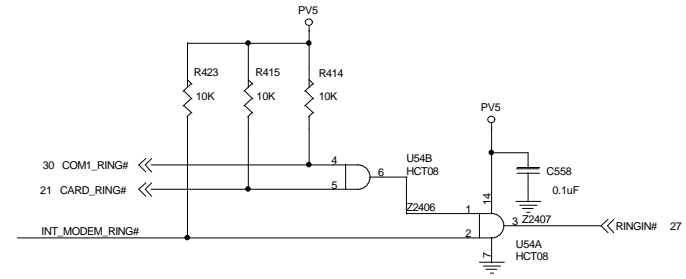 PV5
R423
R415
R414
10K
10K
10K
PV5
30 COM1_RING#
4
6
U54B
HCT08
C558
21 CARD_RING#
5
0.1uF
14
Z2406
1
3
Z2407
RINGIN# 27
INT_MODEM_RING#
2
U54A
HCT08
7